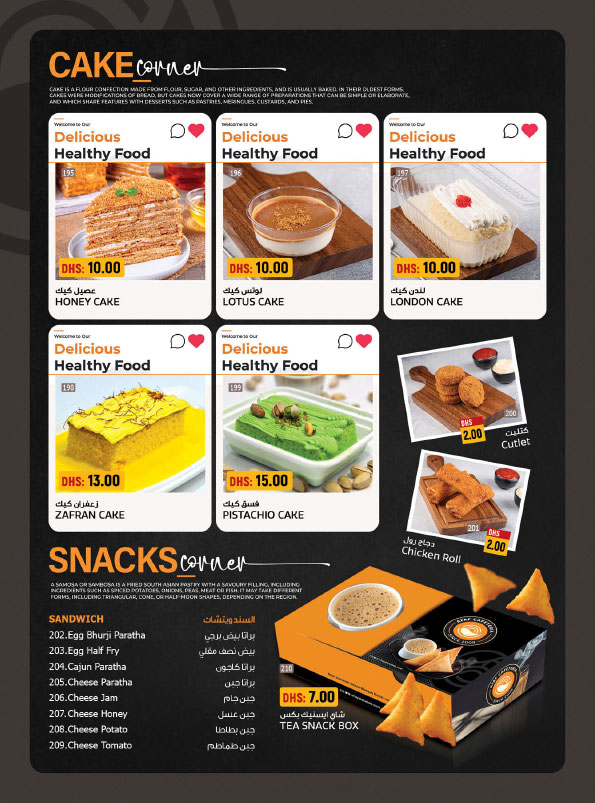 CAKE corner
CAKE IS A FLOUR CONFECTION MADE FROM FLOUR, SUGAR, AND OTHER INGREDIENTS, AND IS USUALLY BAKED. IN THEIR OLDEST FORMS,
CAKES WERE MODIFICATIONS OF BREAD, BUT CAKES NOW COVER A WIDE RANGE OF PREPARATIONS THAT CAN BE SIMPLE OR ELABORATE,
AND WHICH SHARE FEATURES WITH DESSERTS SUCH AS PASTRIES, MERINGUES, CUSTARDS, AND PIES.
Welcome to Our
Delicious
Healthy Food
195
DHS: 10.00
عصيل كيك
HONEY CAKE
Welcome to Our
Delicious
Healthy Food
196
DHS: 10.00
لوتس كيك
LOTUS CAKE
Welcome to Our
Delicious
Healthy Food
197
DHS: 10.00
لندن كيك
LONDON CAKE
Welcome to Our
Delicious
Healthy Food
198
DHS: 13.00
زعفران كيك
ZAFRAN CAKE
Welcome to Our
Delicious
Healthy Food
199
DHS: 15.00
فسق كيك
PISTACHIO CAKE
200
DHS
2.00
كتليت
Cutlet
201
DHS
2.00
دجاج رول
Chicken Roll
SNACKS corner
A SAMOSA OR SAMBOSA IS A FRIED SOUTH ASIAN PASTRY WITH A SAVOURY FILLING, INCLUDING
INGREDIENTS SUCH AS SPICED POTATOES, ONIONS, PEAS, MEAT OR FISH. IT MAY TAKE DIFFERENT
FORMS, INCLUDING TRIANGULAR, CONE, OR HALF-MOON SHAPES, DEPENDING ON THE REGION.
SANDWICH السندويتشات
202.Egg Bhurji Paratha براتا بيض برجي
203.Egg Half Fry بيض نصف مقلي
204.Cajun Paratha براتا كاجون
205.Cheese Paratha براتا جبن
206.Cheese Jam جبن جام
207.Cheese Honey جبن عسل
208.Cheese Potato جبن بطاطا
209.Cheese Tomato جبن طماطم
210
DHS: 7.00
شاي اسنيك بكس
TEA SNACK BOX